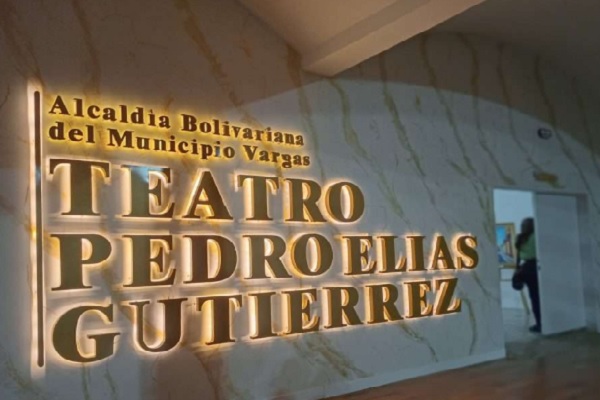 Alcaldia Bolivariana
del Municipio Vargas
TEATRO
PEDRO ELIAS
GUTIERREZ